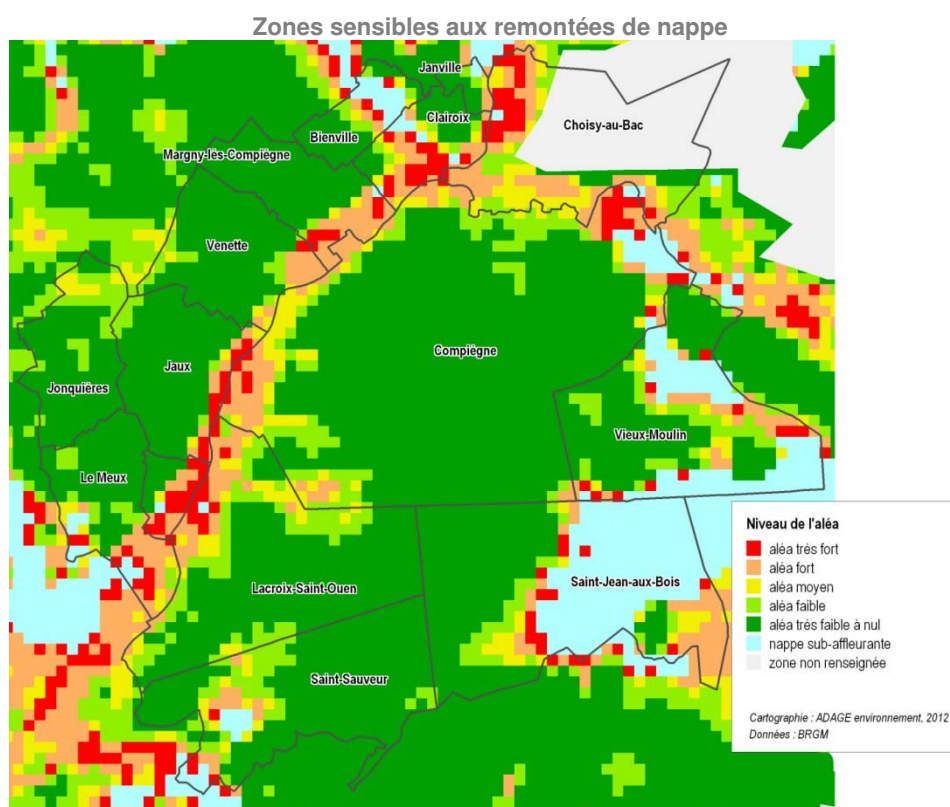 Zones sensibles aux remontées de nappe
Janville
Clairoix
Choisy-au-Bac
Bienville
Margny-lès-Compiègne
Venette
Compiègne
Jaux
Jonquières
Vieux-Moulin
Le Meux
Niveau de l'aléa
aléa très fort
aléa fort
aléa moyen
aléa faible
aléa très faible à nul
nappe sub-affleurante
zone non renseignée
Saint-Jean-aux-Bois
Lacroix-Saint-Ouen
Saint-Sauveur
Cartographie : ADAGE environnement, 2012
Données : BRGM